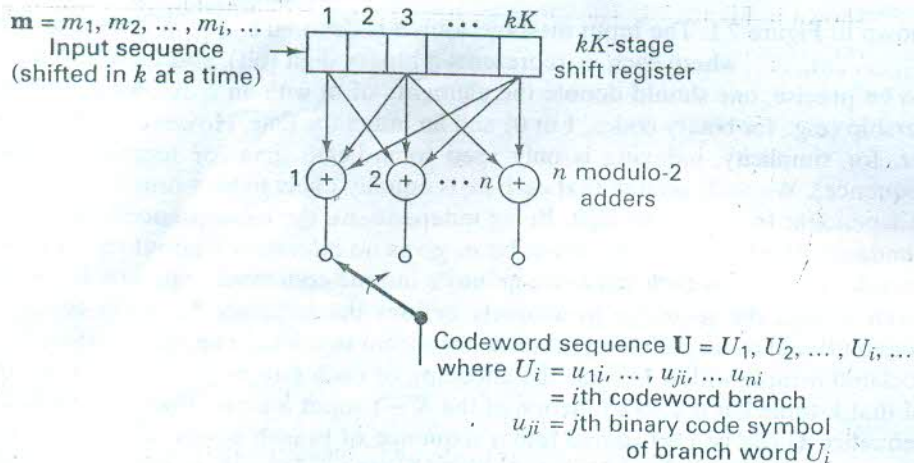 m = m₁, m₂, ... , mᵢ,...
Input sequence
(shifted in k at a time)
1 2 3 ... kK
kK-stage
shift register
1 + 2 + ... n +
n modulo-2
adders
Codeword sequence U = U₁, U₂, ... , Uᵢ,...
where Uᵢ = u₁ᵢ,..., uⱼᵢ,... uₙᵢ
= ith codeword branch
uⱼᵢ = jth binary code symbol
of branch word Uᵢ